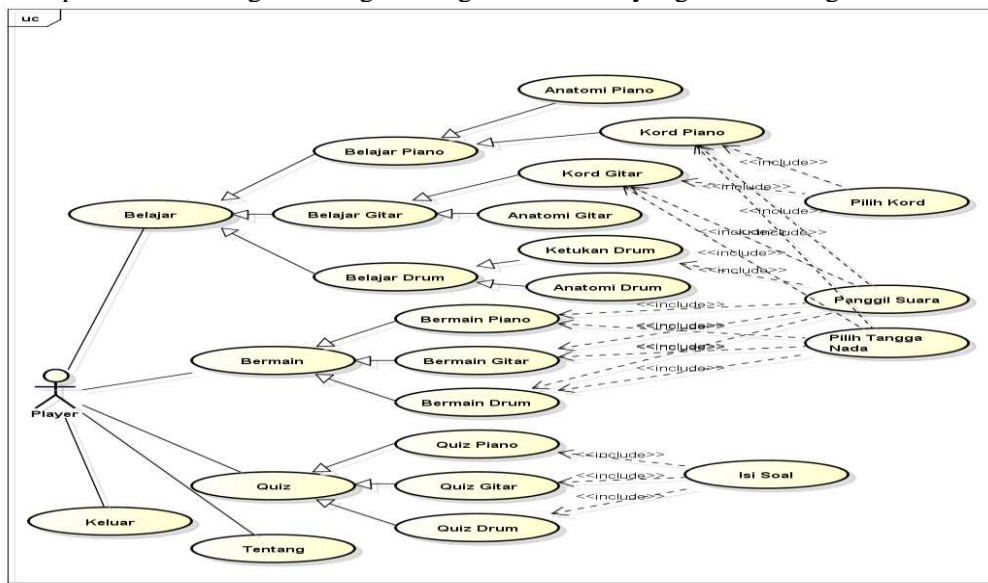 uc
Anatomi Piano
Kord Piano
Belajar Piano
<<include>>
Kord Gitar
<<include>>
Pilih Kord
Belajar
Belajar Gitar
Anatomi Gitar
<<include>>
Ketukan Drum
Belajar Drum
<<include>>
Anatomi Drum
Panggil Suara
<<include>>
Bermain Piano
<<include>>
Pilih Tangga
Nada
Bermain
Bermain Gitar
<<include>>
Bermain Drum
Player
Quiz Piano
<<include>>
Quiz
Quiz Gitar
<<include>>
Isi Soal
<<include>>
Keluar
Quiz Drum
Tentang